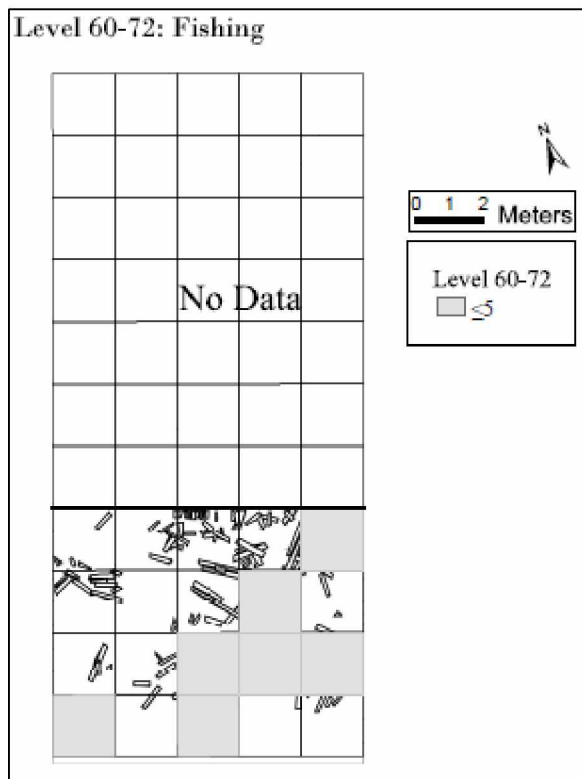 Level 60-72: Fishing
N
0 1 2
Meters
No Data
Level 60-72
≤5